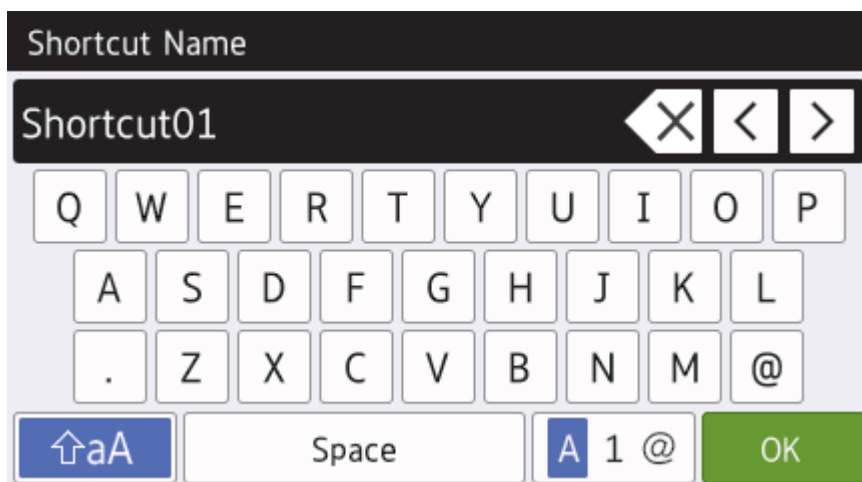 Shortcut Name
Shortcut01
Q W E R T Y U I O P
A S D F G H J K L
. Z X C V B N M @
aA Space A 1 @ OK